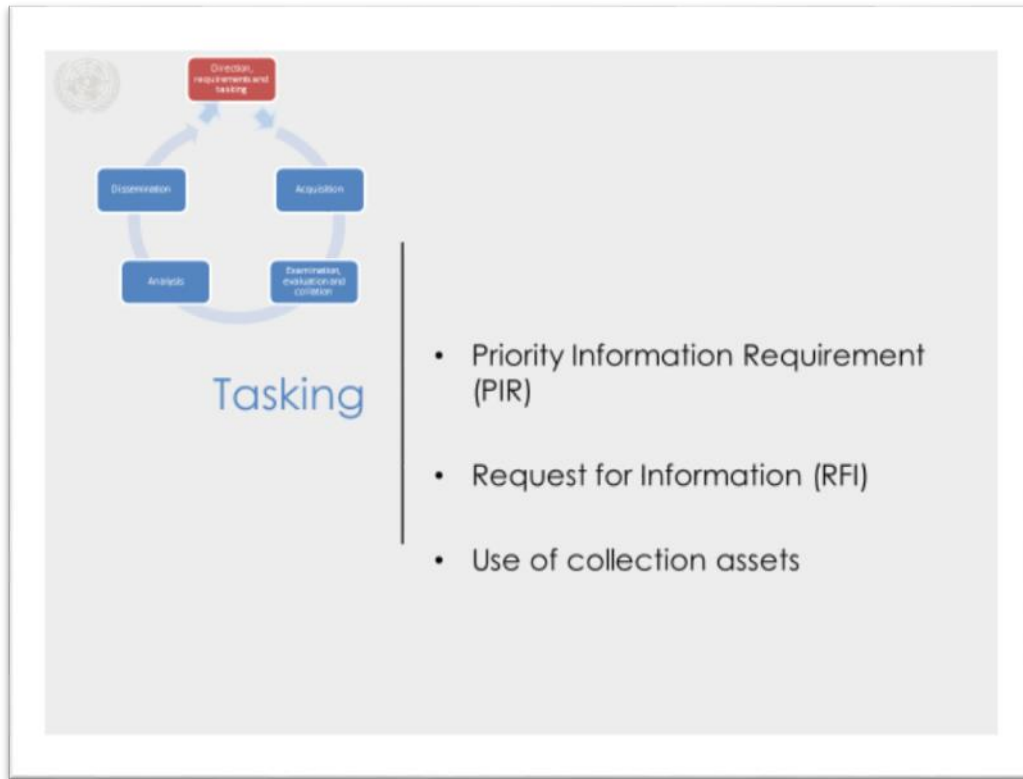 Direction,
requirements and
tasking
Dissemination
Acquisition
Analysis
Examination,
evaluation and
collation
Tasking
• Priority Information Requirement
(PIR)
• Request for Information (RFI)
• Use of collection assets